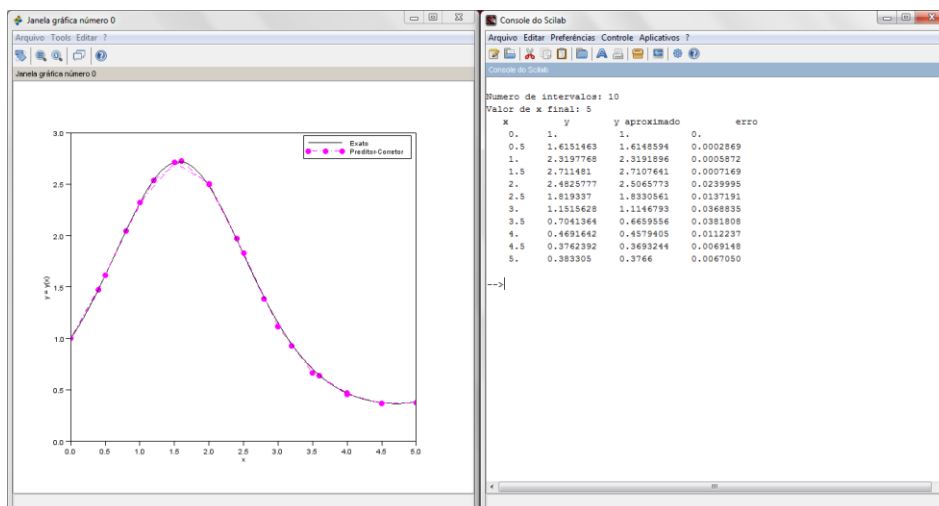 Janela gráfica número 0
Arquivo Tools Editar ?
Janela gráfica número 0
Exato
Preditor-Corretor
3.0
2.5
2.0
1.5
1.0
0.5
0.0
y = y(x)
0.0 0.5 1.0 1.5 2.0 2.5 3.0 3.5 4.0 4.5 5.0
x
Console do Scilab
Arquivo Editar Preferências Controle Aplicativos ?
Console do Scilab
Numero de intervalos: 10
Valor de x final: 5
x y y aproximado erro
0. 1. 1. 0.
0.5 1.6151463 1.6148594 0.0002869
1. 2.3197768 2.3191896 0.0005872
1.5 2.711481 2.7107641 0.0007169
2. 2.4825777 2.5065773 0.0239995
2.5 1.819337 1.8330561 0.0137191
3. 1.1515628 1.1146793 0.0368835
3.5 0.7041364 0.6659556 0.0381808
4. 0.4691642 0.4579405 0.0112237
4.5 0.3762392 0.3693244 0.0069148
5. 0.383305 0.3766 0.0067050
-->